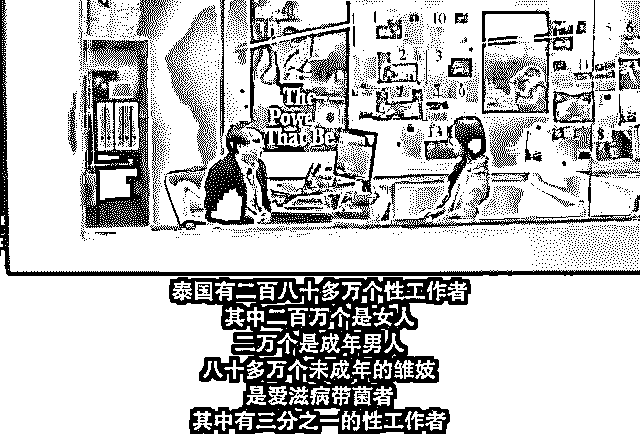 The
Powe
That Be
泰国有二百八十多万个性工作者
其中二百万个是女人
二万个是成年男人
八十多万个未成年的雏妓
是爱滋病带菌者
其中有三分之一的性工作者